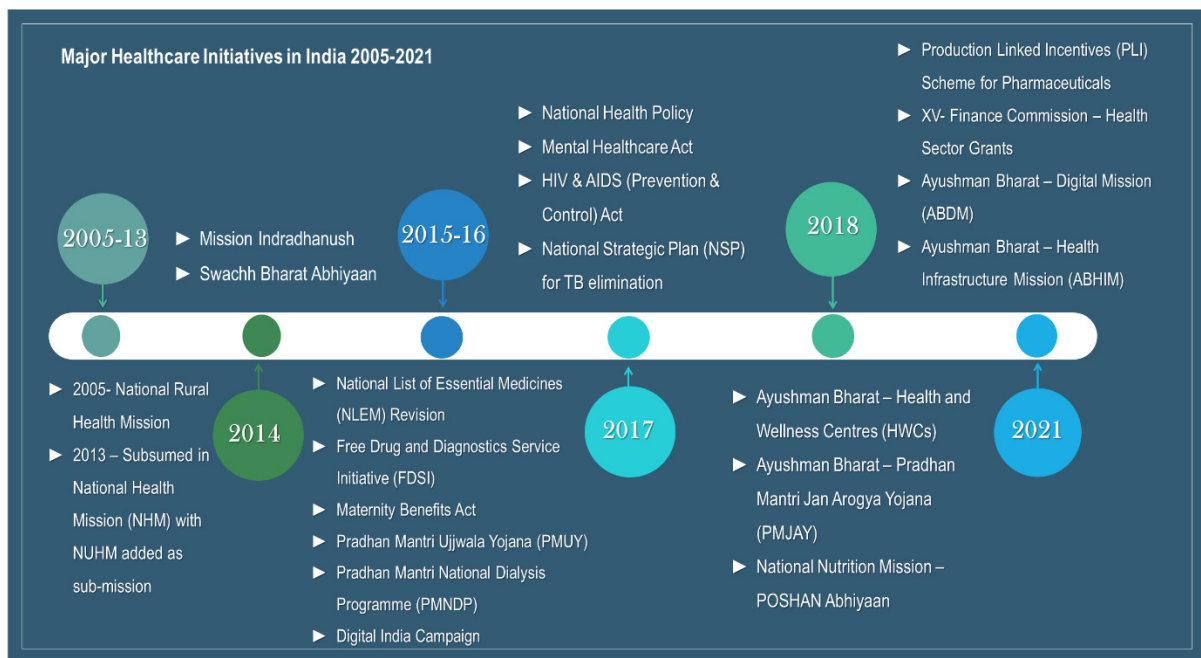 Major Healthcare Initiatives in India 2005-2021
2005-13
► 2005- National Rural
Health Mission
► 2013 – Subsumed in
National Health
Mission (NHM) with
NUHM added as
sub-mission
2014
► Mission Indradhanush
► Swachh Bharat Abhiyaan
2015-16
► National List of Essential Medicines
(NLEM) Revision
► Free Drug and Diagnostics Service
Initiative (FDSI)
► Maternity Benefits Act
► Pradhan Mantri Ujjwala Yojana (PMUY)
► Pradhan Mantri National Dialysis
Programme (PMNDP)
► Digital India Campaign
2017
► National Health Policy
► Mental Healthcare Act
► HIV & AIDS (Prevention &
Control) Act
► National Strategic Plan (NSP)
for TB elimination
2018
► Ayushman Bharat – Health and
Wellness Centres (HWCs)
► Ayushman Bharat – Pradhan
Mantri Jan Arogya Yojana
(PMJAY)
► National Nutrition Mission –
POSHAN Abhiyaan
2021
► Production Linked Incentives (PLI)
Scheme for Pharmaceuticals
► XV- Finance Commission – Health
Sector Grants
► Ayushman Bharat – Digital Mission
(ABDM)
► Ayushman Bharat – Health
Infrastructure Mission (ABHIM)